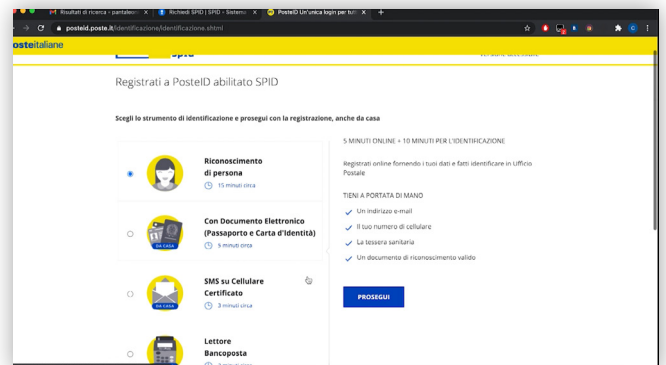 Risultati di ricerca - pantaleon
Richiedi SPID | SPID - Sistema
PosteID Un'unica login per tutt
posteid.poste.it/identificazione/identificazione.shtml
osteitaliane
Registrati a PosteID abilitato SPID
Scegli lo strumento di identificazione e prosegui con la registrazione, anche da casa
Riconoscimento
di persona
15 minuti circa
DA CASA
Con Documento Elettronico
(Passaporto e Carta d'Identità)
5 minuti circa
DA CASA
SMS su Cellulare
Certificato
3 minuti circa
Lettore
Bancoposta
5 MINUTI ONLINE + 10 MINUTI PER L'IDENTIFICAZIONE
Registrati online fornendo i tuoi dati e fatti identificare in Ufficio
Postale
TIENI A PORTATA DI MANO
Un indirizzo e-mail
Il tuo numero di cellulare
La tessera sanitaria
Un documento di riconoscimento valido
PROSEGUI